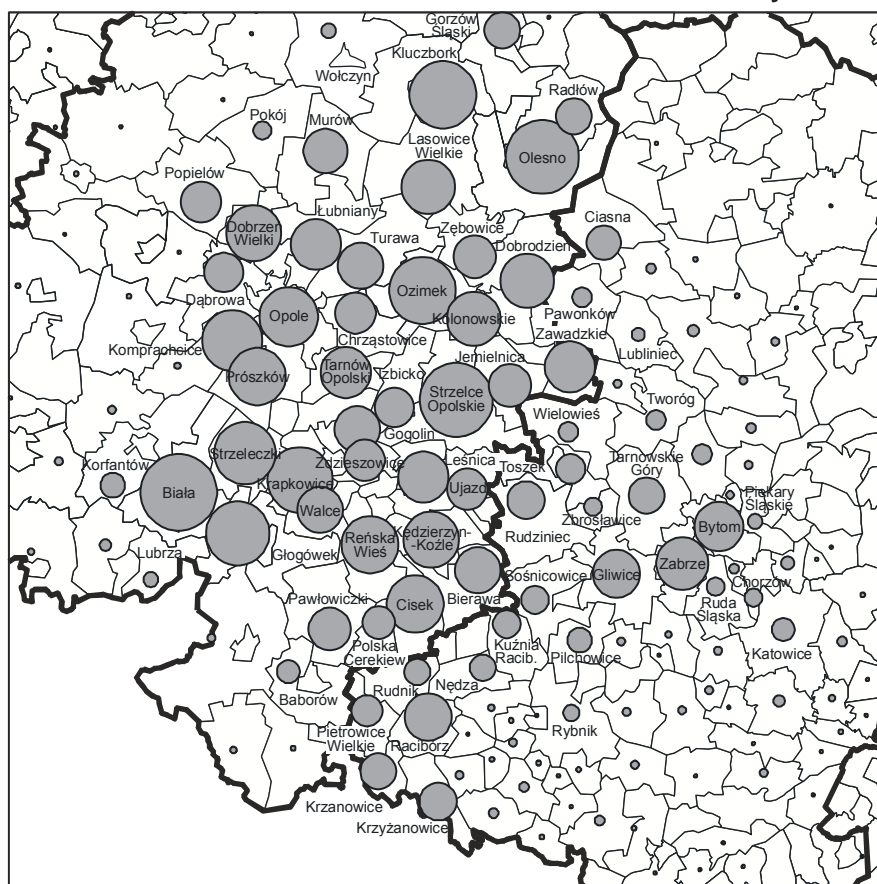 Gorzów
Śląski
Kluczbork
Wołczyn
Radłów
Pokój
Murów
Lasowice
Wielkie
Olesno
Popielów
Dobrzeń
Wielki
Łubniany
Turawa
Zębowice
Ciasna
Dobrodzień
Dąbrowa
Ozimek
Opole
Kolonowskie
Pawonków
Komprachcice
Chrząstowice
Zawadzkie
Lubliniec
Prószków
Tarnów
Opolski
Izbicko
Jemielnica
Strzelce
Opolskie
Tworóg
Wielowieś
Gogolin
Strzeleczki
Zdzieszowice
Leśnica
Toszek
Tarnowskie
Góry
Korfantów
Biała
Krapkowice
Ujazd
Piekary
Śląskie
Walce
Rudziniec
Zbrosławice
Bytom
Lubrza
Głogówek
Reńska
Wieś
Kędzierzyn-
-Koźle
Zabrze
Sośnicowice
Gliwice
Chorzów
Pawłowiczki
Cisek
Bierawa
Ruda
Śląska
Polska
Cerekiew
Kuźnia
Racib.
Pilchowice
Katowice
Baborów
Rudnik
Nędza
Pietrowice
Wielkie
Racibórz
Rybnik
Krzanowice
Krzyżanowice